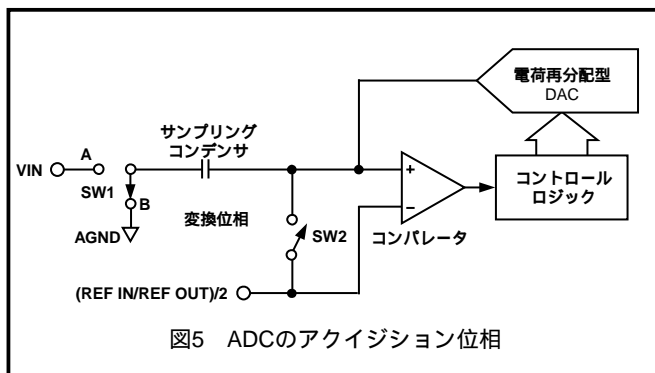 電荷再分配型
DAC
サンプリング
コンデンサ
VIN
A
SW1
B
AGND
変換位相
SW2
+
−
コンパレータ
コントロール
ロジック
(REF IN/REF OUT)/2
図5 ADCのアクイジション位相